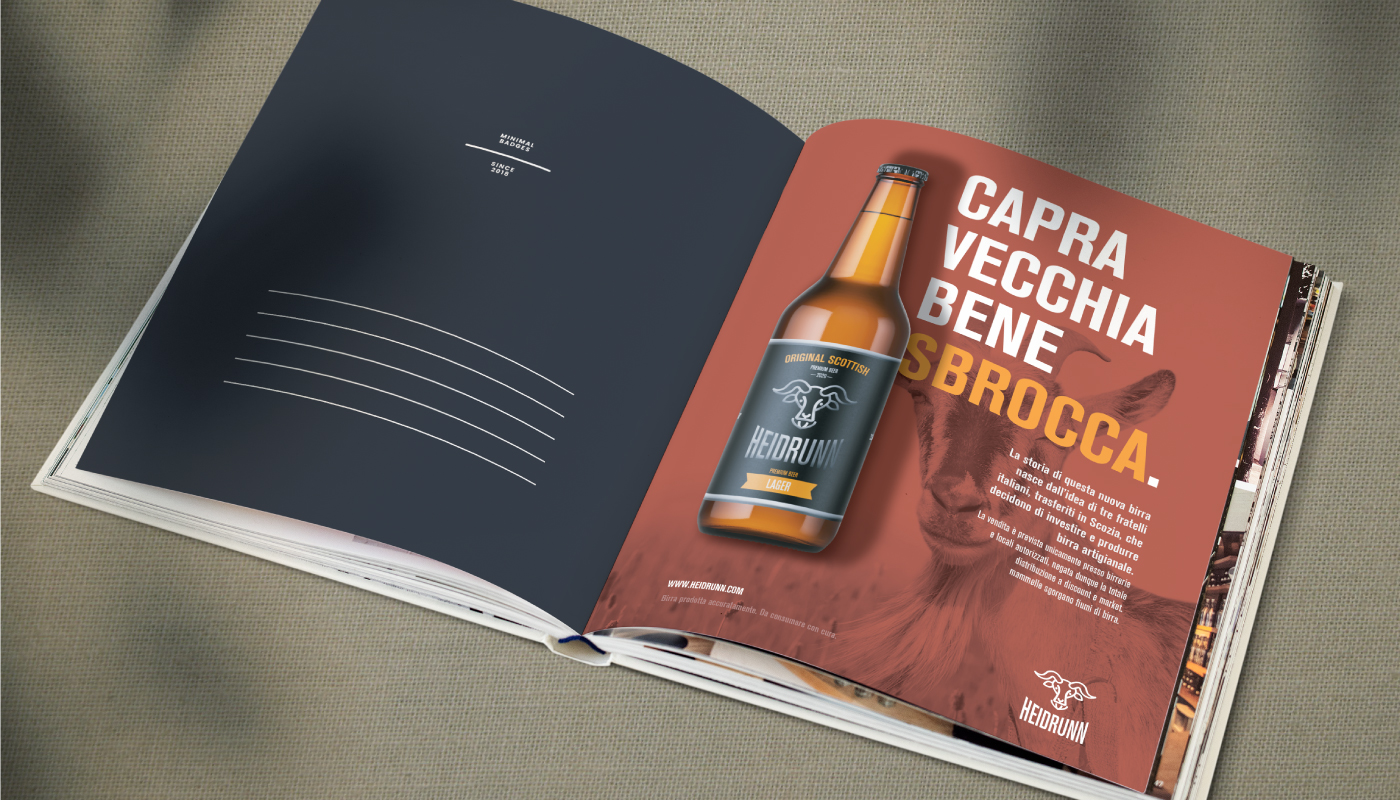 MINIMAL
BADGES
SINCE
2018
CAPRA
VECCHIA
BENE
SBROCCA.
ORIGINAL SCOTTISH
PREMIUM BEER
2020
HEIDRUNN
PREMIUM BEER
LAGER
La storia di questa nuova birra
nasce dall'idea di tre fratelli
italiani, trasferiti in Scozia, che
decidono di investire e produrre
birra artigianale.
La vendita è prevista unicamente presso birrerie
e locali autorizzati, negata dunque la totale
distribuzione a discount e market.
mammelle sgorgano fiumi di birra.
WWW.HEIDRUNN.COM
Birra prodotta accuratamente. Da consumare con cura.
HEIDRUNN